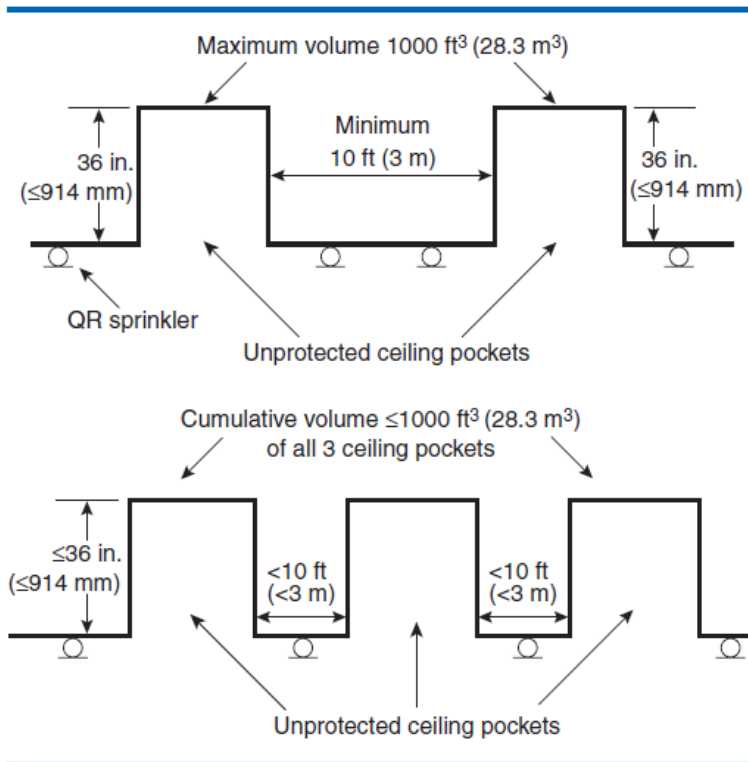 Maximum volume 1000 ft³ (28.3 m³)
Minimum
10 ft (3 m)
36 in.
(≤914 mm)
36 in.
(≤914 mm)
QR sprinkler
Unprotected ceiling pockets
Cumulative volume ≤1000 ft³ (28.3 m³)
of all 3 ceiling pockets
≤36 in.
(≤914 mm)
<10 ft
(<3 m)
<10 ft
(<3 m)
Unprotected ceiling pockets